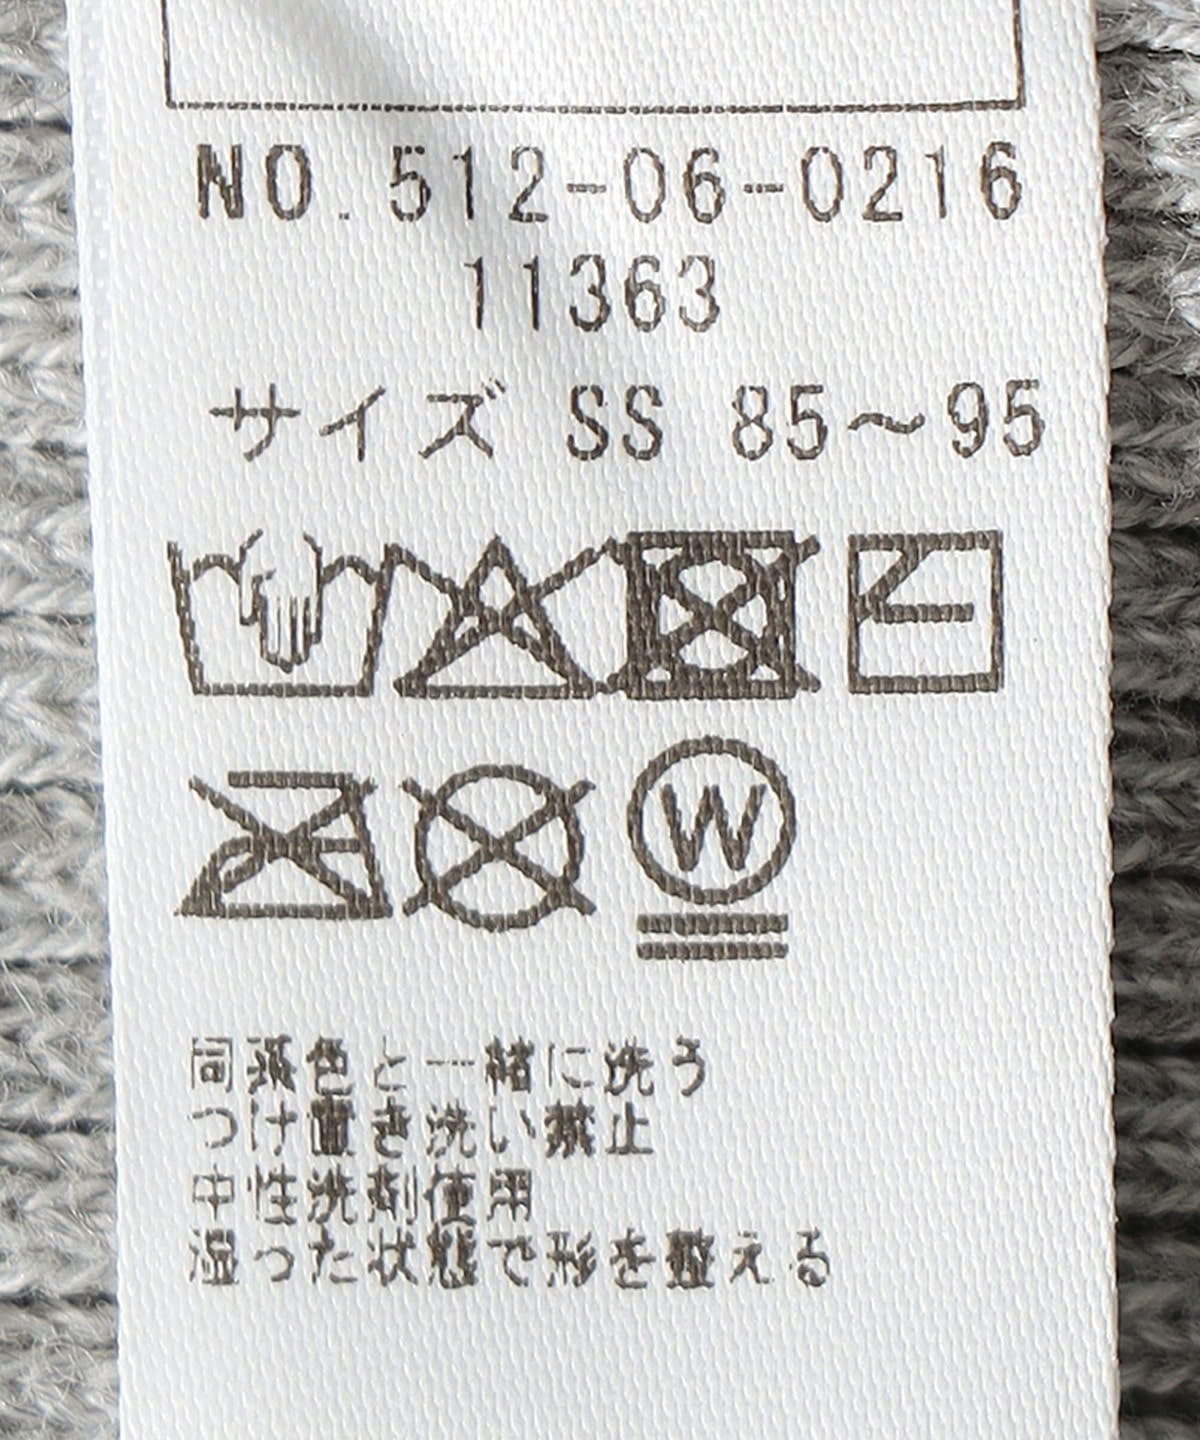 NO. 512-06-0216
11363
サイズ SS 85～95
W
同系色と一緒に洗う
つけ置き洗い禁止
中性洗剤使用
湿った状態で形を整える